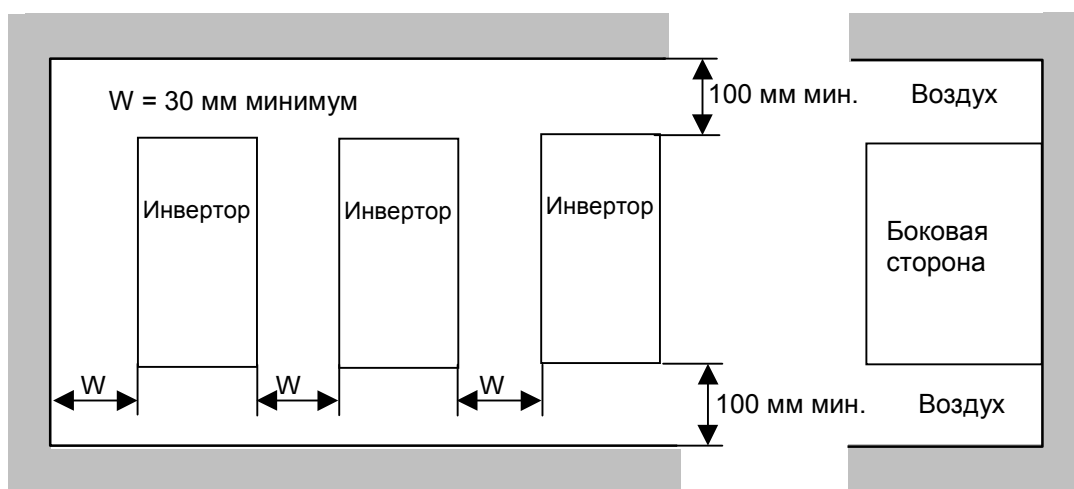 W = 30 мм минимум
100 мм мин.
Воздух
Инвертор
Инвертор
Инвертор
Боковая
сторона
W
W
W
100 мм мин.
Воздух